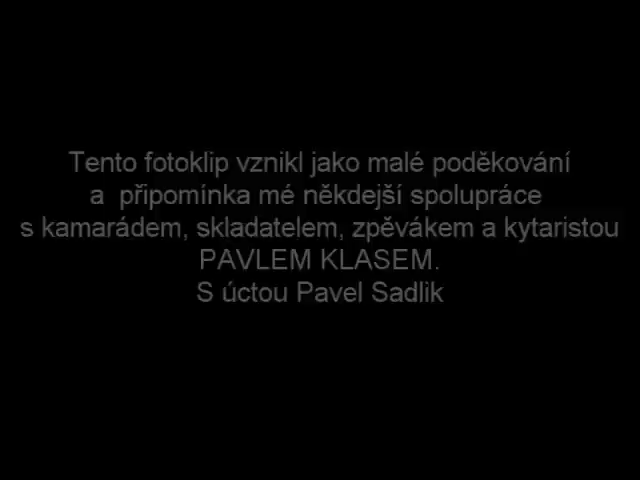 Tento fotoklip vznikl jako malé poděkování
a  připomínka mé někdejší spolupráce
s kamarádem, skladatelem, zpěvákem a kytaristou
PAVLEM KLASEM.
S úctou Pavel Sadlik